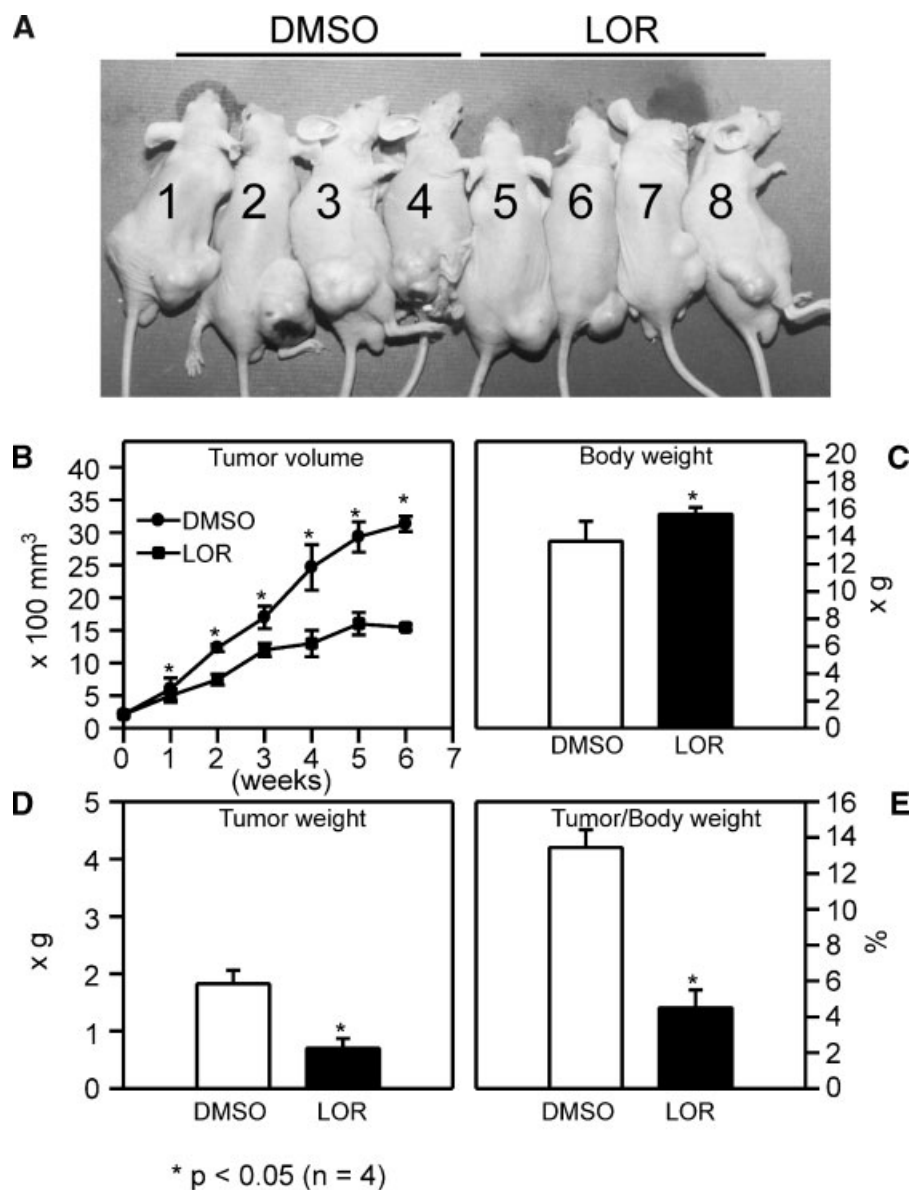 A
DMSO LOR
1 2 3 4 5 6 7 8
B
Tumor volume
DMSO
LOR
x 100 mm³
40
35
30
25
20
15
10
5
0
0 1 2 3 4 5 6 7
(weeks)
* * * * * *
C
Body weight
*
20
18
16
14
12
10
8
6
4
2
0
x g
DMSO LOR
D
Tumor weight
5
4
3
2
1
0
x g
*
DMSO LOR
E
Tumor/Body weight
16
14
12
10
8
6
4
2
0
%
*
DMSO LOR
* p < 0.05 (n = 4)